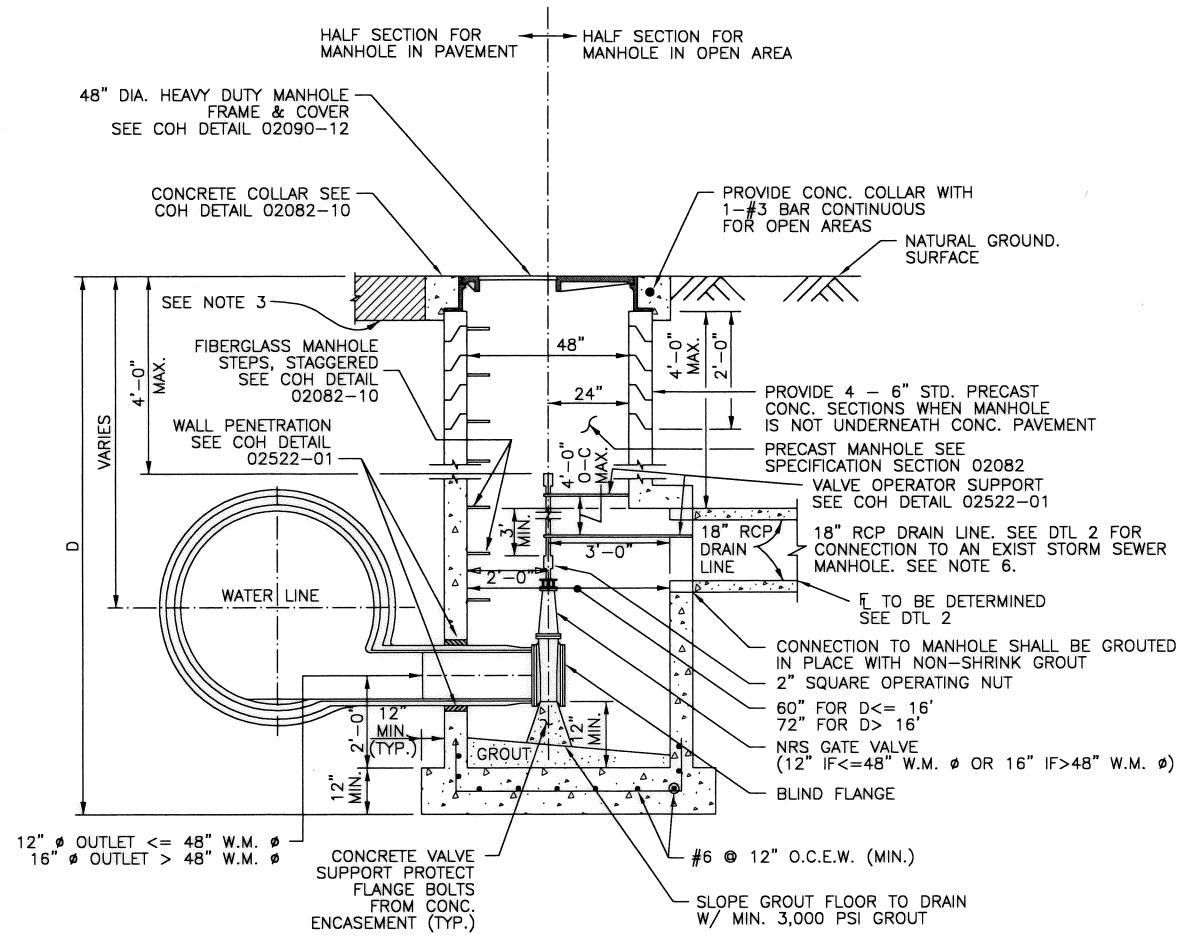 HALF SECTION FOR
MANHOLE IN PAVEMENT
HALF SECTION FOR
MANHOLE IN OPEN AREA
48" DIA. HEAVY DUTY MANHOLE
FRAME & COVER
SEE COH DETAIL 02090-12
CONCRETE COLLAR SEE
COH DETAIL 02082-10
PROVIDE CONC. COLLAR WITH
1-#3 BAR CONTINUOUS
FOR OPEN AREAS
NATURAL GROUND.
SURFACE
SEE NOTE 3
FIBERGLASS MANHOLE
STEPS, STAGGERED
SEE COH DETAIL
02082-10
WALL PENETRATION
SEE COH DETAIL
02522-01
4'-0"
MAX.
VARIES
D
48"
24"
4'-0"
MAX.
2'-0"
PROVIDE 4 - 6" STD. PRECAST
CONC. SECTIONS WHEN MANHOLE
IS NOT UNDERNEATH CONC. PAVEMENT
PRECAST MANHOLE SEE
SPECIFICATION SECTION 02082
VALVE OPERATOR SUPPORT
SEE COH DETAIL 02522-01
4'-0"
O-C
MAX.
3'
MIN.
3'-0"
2'-0"
18" RCP
DRAIN
LINE
18" RCP DRAIN LINE. SEE DTL 2 FOR
CONNECTION TO AN EXIST STORM SEWER
MANHOLE. SEE NOTE 6.
WATER LINE
℄ TO BE DETERMINED
SEE DTL 2
CONNECTION TO MANHOLE SHALL BE GROUTED
IN PLACE WITH NON-SHRINK GROUT
2" SQUARE OPERATING NUT
60" FOR D<= 16'
72" FOR D> 16'
NRS GATE VALVE
(12" IF<=48" W.M. ø OR 16" IF>48" W.M. ø)
BLIND FLANGE
2'-0"
12"
MIN.
(TYP.)
12"
MIN.
GROUT
12"
MIN.
12" ø OUTLET <= 48" W.M. ø
16" ø OUTLET > 48" W.M. ø
CONCRETE VALVE
SUPPORT PROTECT
FLANGE BOLTS
FROM CONC.
ENCASEMENT (TYP.)
#6 @ 12" O.C.E.W. (MIN.)
SLOPE GROUT FLOOR TO DRAIN
W/ MIN. 3,000 PSI GROUT